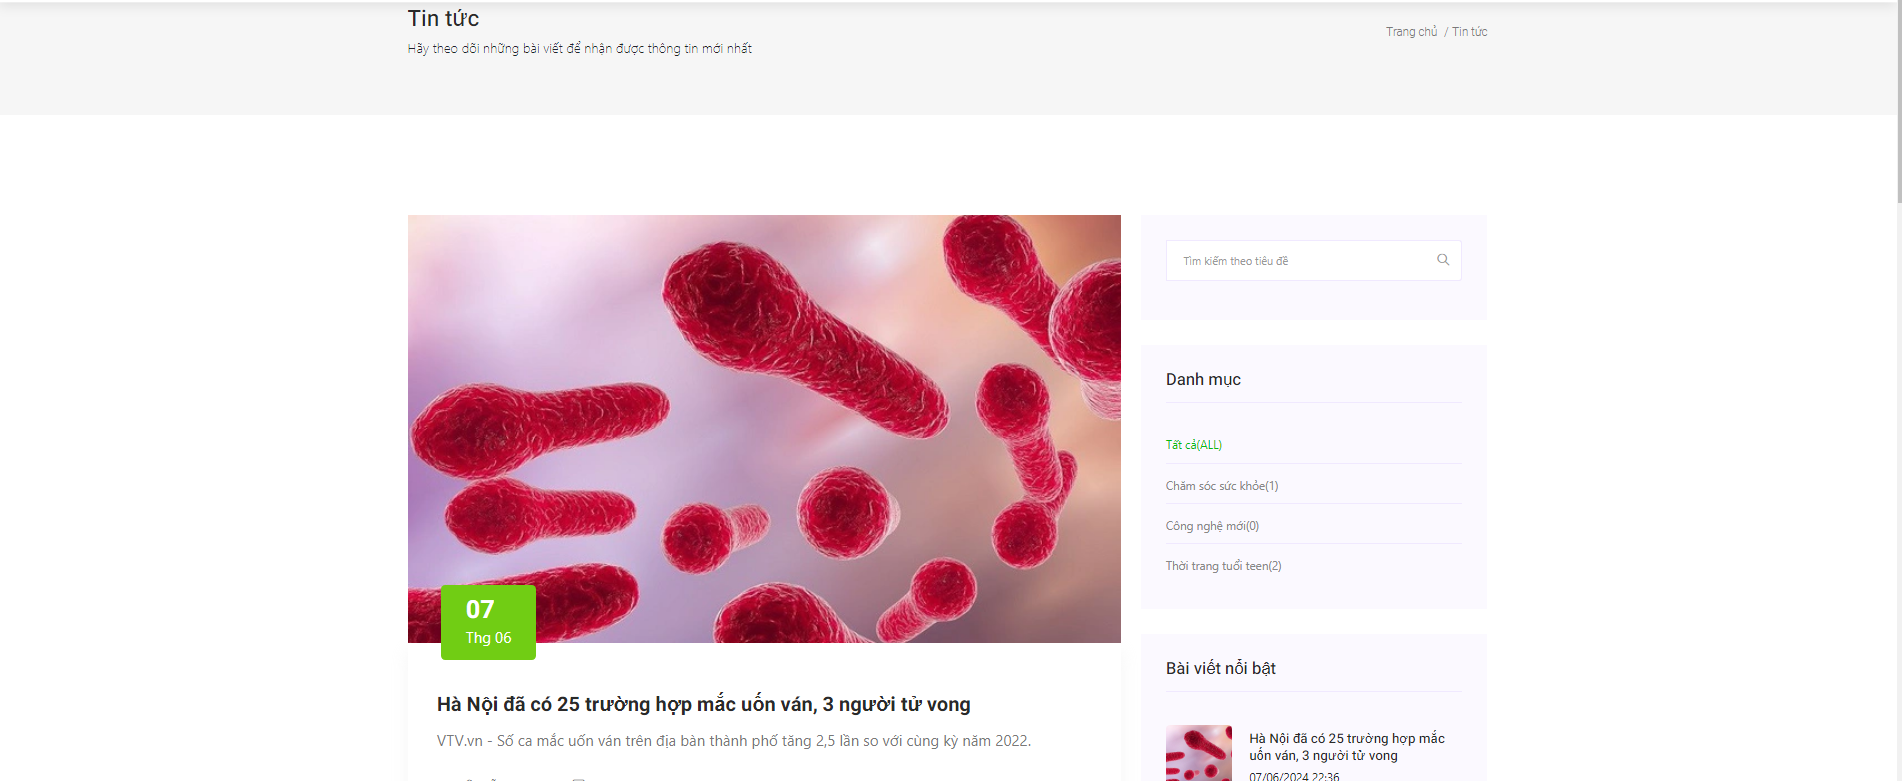 Tin tức
Hãy theo dõi những bài viết để nhận được thông tin mới nhất
Trang chủ / Tin tức
07
Thg 06
Hà Nội đã có 25 trường hợp mắc uốn ván, 3 người tử vong
VTV.vn - Số ca mắc uốn ván trên địa bàn thành phố tăng 2,5 lần so với cùng kỳ năm 2022.
Tìm kiếm theo tiêu đề
Danh mục
Tất cả(ALL)
Chăm sóc sức khỏe(1)
Công nghệ mới(0)
Thời trang tuổi teen(2)
Bài viết nổi bật
Hà Nội đã có 25 trường hợp mắc
uốn ván, 3 người tử vong
07/06/2024 22:36